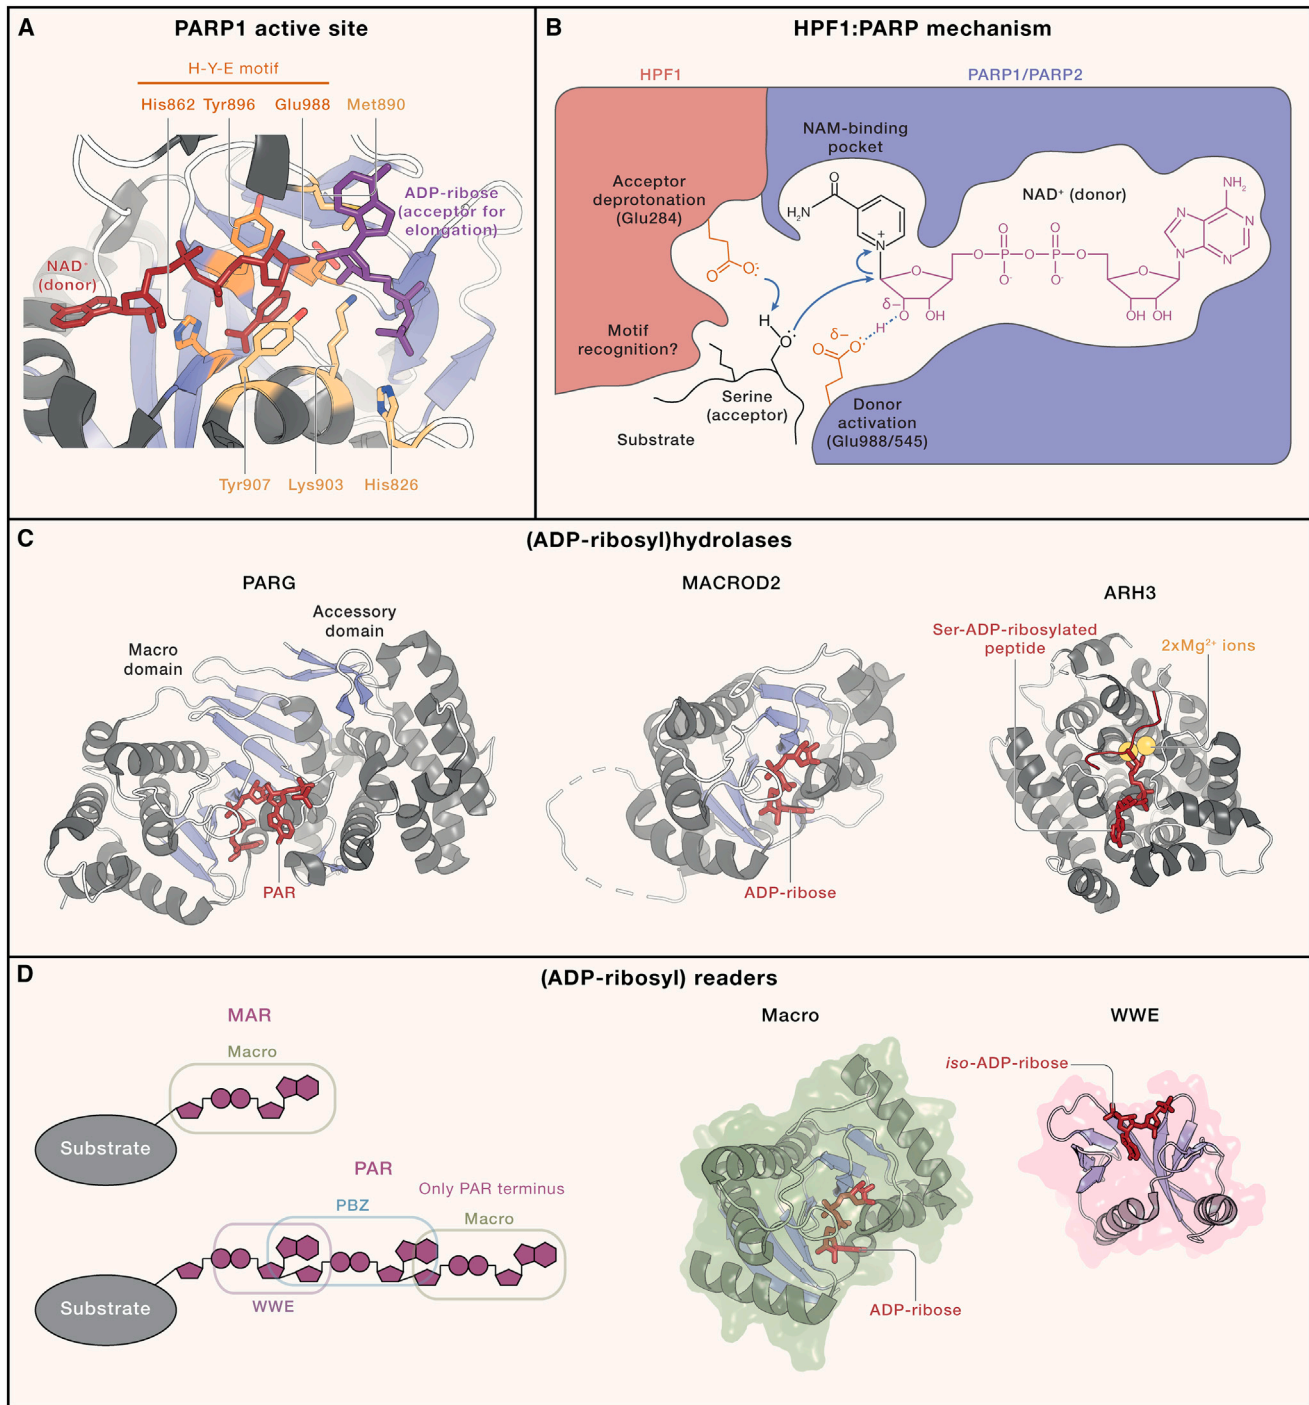 A
PARP1 active site
H-Y-E motif
His862
Tyr896
Glu988
Met890
ADP-ribose
(acceptor for
elongation)
NAD⁺
(donor)
Tyr907
Lys903
His826
B
HPF1:PARP mechanism
HPF1
PARP1/PARP2
NAM-binding
pocket
Acceptor
deprotonation
(Glu284)
NAD⁺ (donor)
O
H₂N
N
+
NH₂
N
N
N
N
O
O
O
P
O
P
O
O⁻
O⁻
O
O
O
O⁻
δ−
O
OH
H
OH OH
H
O
δ−
O
O⁻
Motif
recognition?
Serine
(acceptor)
Substrate
Donor
activation
(Glu988/545)
C
(ADP-ribosyl)hydrolases
PARG
Macro
domain
Accessory
domain
PAR
MACROD2
ADP-ribose
ARH3
Ser-ADP-ribosylated
peptide
2xMg²⁺ ions
D
(ADP-ribosyl) readers
MAR
Macro
Substrate
PAR
Only PAR terminus
PBZ
Macro
Substrate
WWE
Macro
ADP-ribose
WWE
iso-ADP-ribose